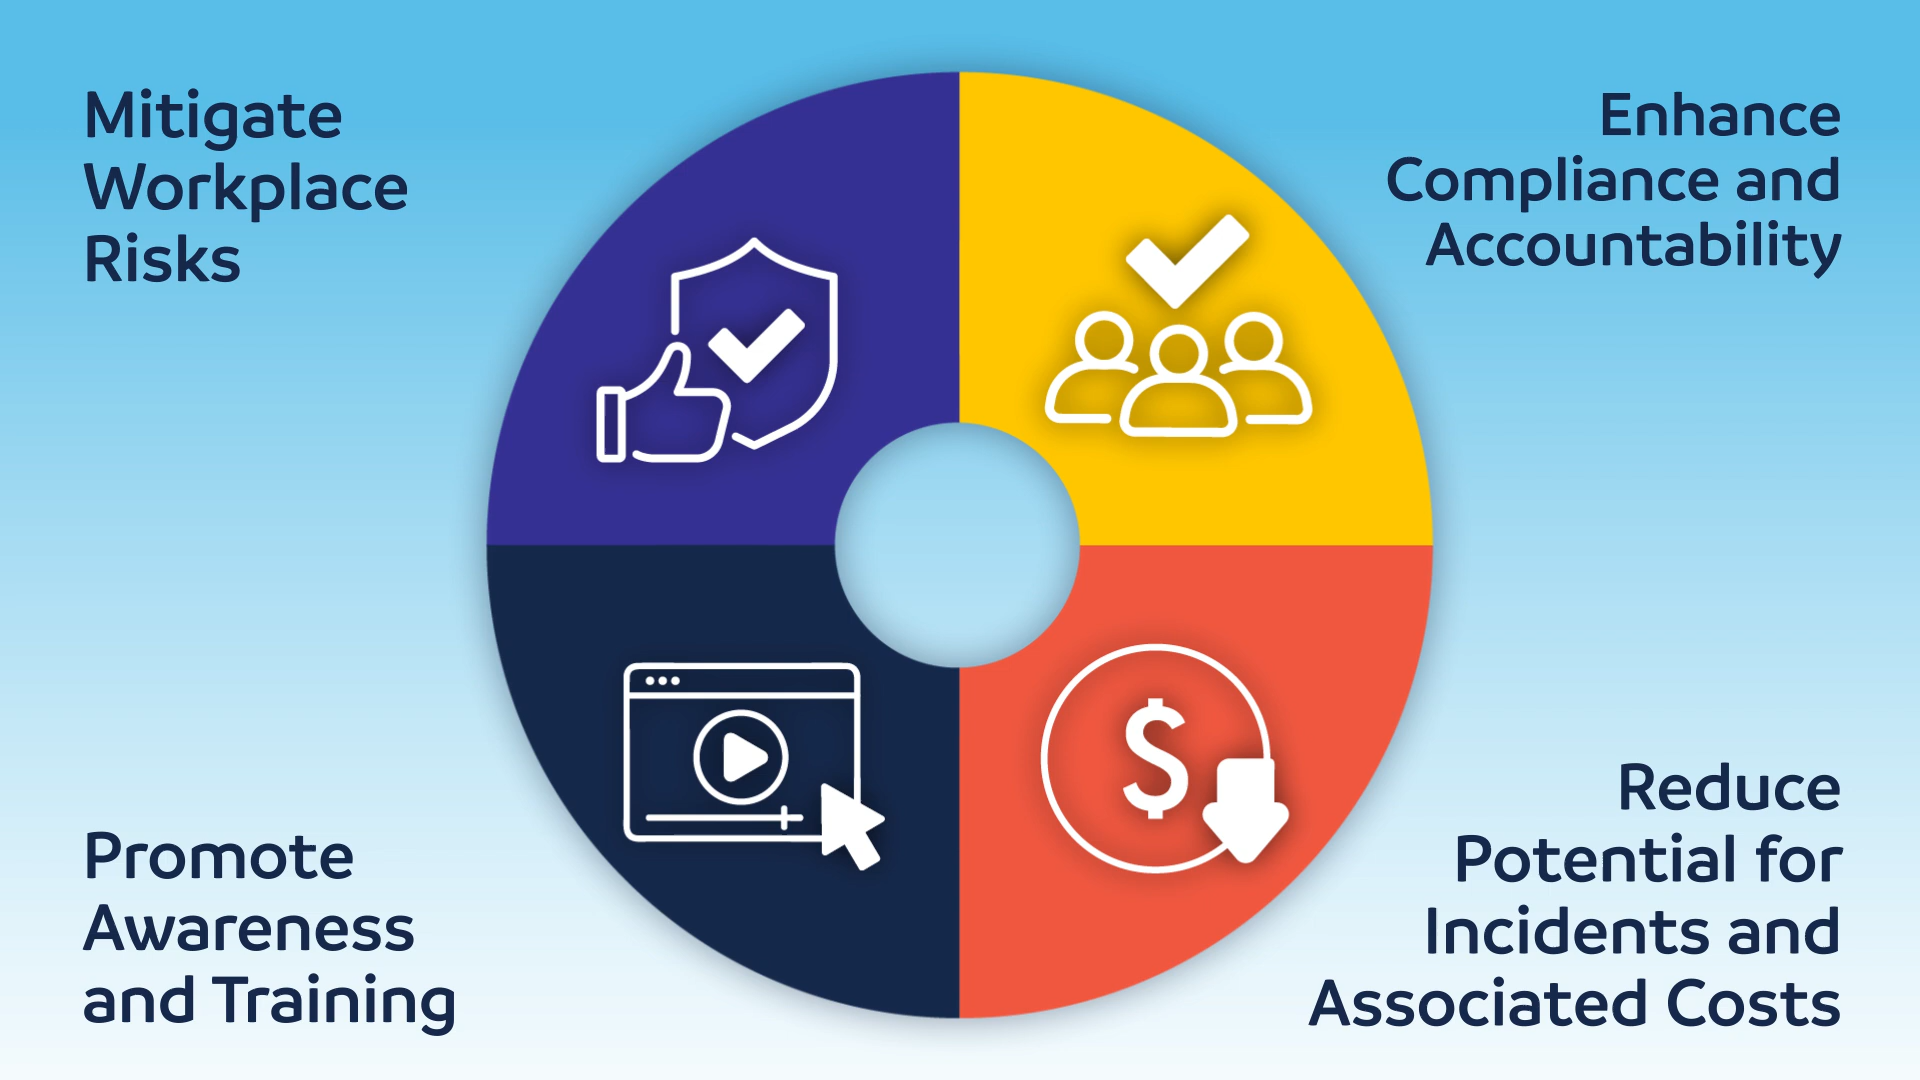 Mitigate
Workplace
Risks
Enhance
Compliance and
Accountability
$
Promote
Awareness
and Training
Reduce
Potential for
Incidents and
Associated Costs